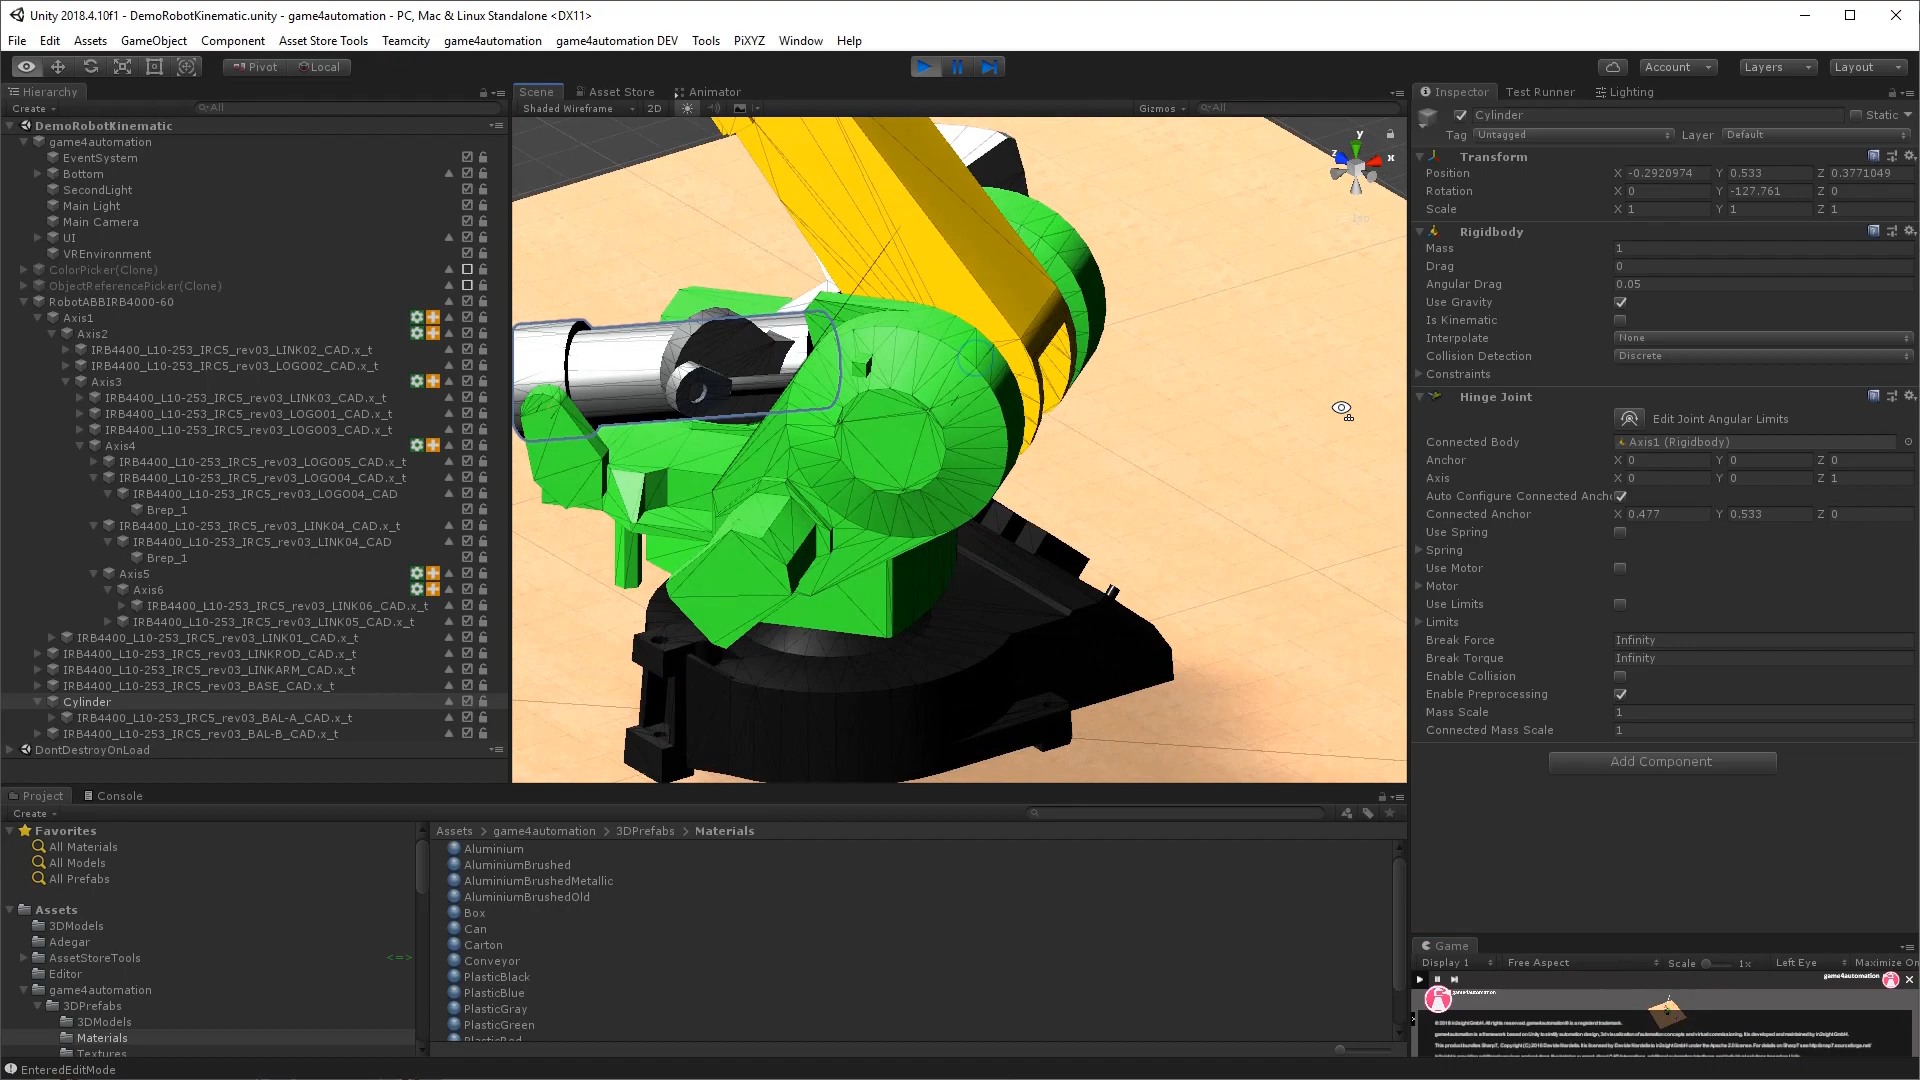 Unity 2018.4.10f1 - DemoRobotKinematic.unity - game4automation - PC, Mac & Linux Standalone <DX11>
File Edit Assets GameObject Component Asset Store Tools Teamcity game4automation game4automation DEV Tools PiXYZ Window Help
Pivot Local Account Layers Layout
Hierarchy
Create All
DemoRobotKinematic
game4automation
EventSystem
Bottom
SecondLight
Main Light
Main Camera
UI
VREnvironment
ColorPicker(Clone)
ObjectReferencePicker(Clone)
RobotABBIRB4000-60
Axis1
Axis2
IRB4400_L10-253_IRC5_rev03_LINK02_CAD.x_t
IRB4400_L10-253_IRC5_rev03_LOGO02_CAD.x_t
Axis3
IRB4400_L10-253_IRC5_rev03_LINK03_CAD.x_t
IRB4400_L10-253_IRC5_rev03_LOGO01_CAD.x_t
IRB4400_L10-253_IRC5_rev03_LOGO03_CAD.x_t
Axis4
IRB4400_L10-253_IRC5_rev03_LOGO05_CAD.x_t
IRB4400_L10-253_IRC5_rev03_LOGO04_CAD.x_t
IRB4400_L10-253_IRC5_rev03_LOGO04_CAD
Brep_1
IRB4400_L10-253_IRC5_rev03_LINK04_CAD.x_t
IRB4400_L10-253_IRC5_rev03_LINK04_CAD
Brep_1
Axis5
Axis6
IRB4400_L10-253_IRC5_rev03_LINK06_CAD.x_t
IRB4400_L10-253_IRC5_rev03_LINK05_CAD.x_t
IRB4400_L10-253_IRC5_rev03_LINK01_CAD.x_t
IRB4400_L10-253_IRC5_rev03_LINKROD_CAD.x_t
IRB4400_L10-253_IRC5_rev03_LINKARM_CAD.x_t
IRB4400_L10-253_IRC5_rev03_BASE_CAD.x_t
Cylinder
IRB4400_L10-253_IRC5_rev03_BAL-A_CAD.x_t
IRB4400_L10-253_IRC5_rev03_BAL-B_CAD.x_t
DontDestroyOnLoad
Scene Asset Store Animator
Shaded Wireframe 2D Gizmos All
y
z x
Iso
Inspector Test Runner Lighting
Cylinder Static
Tag Untagged Layer Default
Transform
Position X -0.2920974 Y 0.533 Z 0.3771049
Rotation X 0 Y -127.761 Z 0
Scale X 1 Y 1 Z 1
Rigidbody
Mass 1
Drag 0
Angular Drag 0.05
Use Gravity
Is Kinematic
Interpolate None
Collision Detection Discrete
Constraints
Hinge Joint
Edit Joint Angular Limits
Connected Body Axis1 (Rigidbody)
Anchor X 0 Y 0 Z 0
Axis X 0 Y 0 Z 1
Auto Configure Connected Ancho
Connected Anchor X 0.477 Y 0.533 Z 0
Use Spring
Spring
Use Motor
Motor
Use Limits
Limits
Break Force Infinity
Break Torque Infinity
Enable Collision
Enable Preprocessing
Mass Scale 1
Connected Mass Scale 1
Add Component
Project Console
Create
Favorites
All Materials
All Models
All Prefabs
Assets
3DModels
Adegar
AssetStoreTools
Editor
game4automation
3DPrefabs
3DModels
Materials
Textures
Assets > game4automation > 3DPrefabs > Materials
Aluminium
AluminiumBrushed
AluminiumBrushedMetallic
AluminiumBrushedOld
Box
Can
Carton
Conveyor
PlasticBlack
PlasticBlue
PlasticGray
PlasticGreen
PlasticRed
Game
Display 1 Free Aspect Scale 1x Left Eye Maximize On
game4automation
game4automation
EnteredEditMode